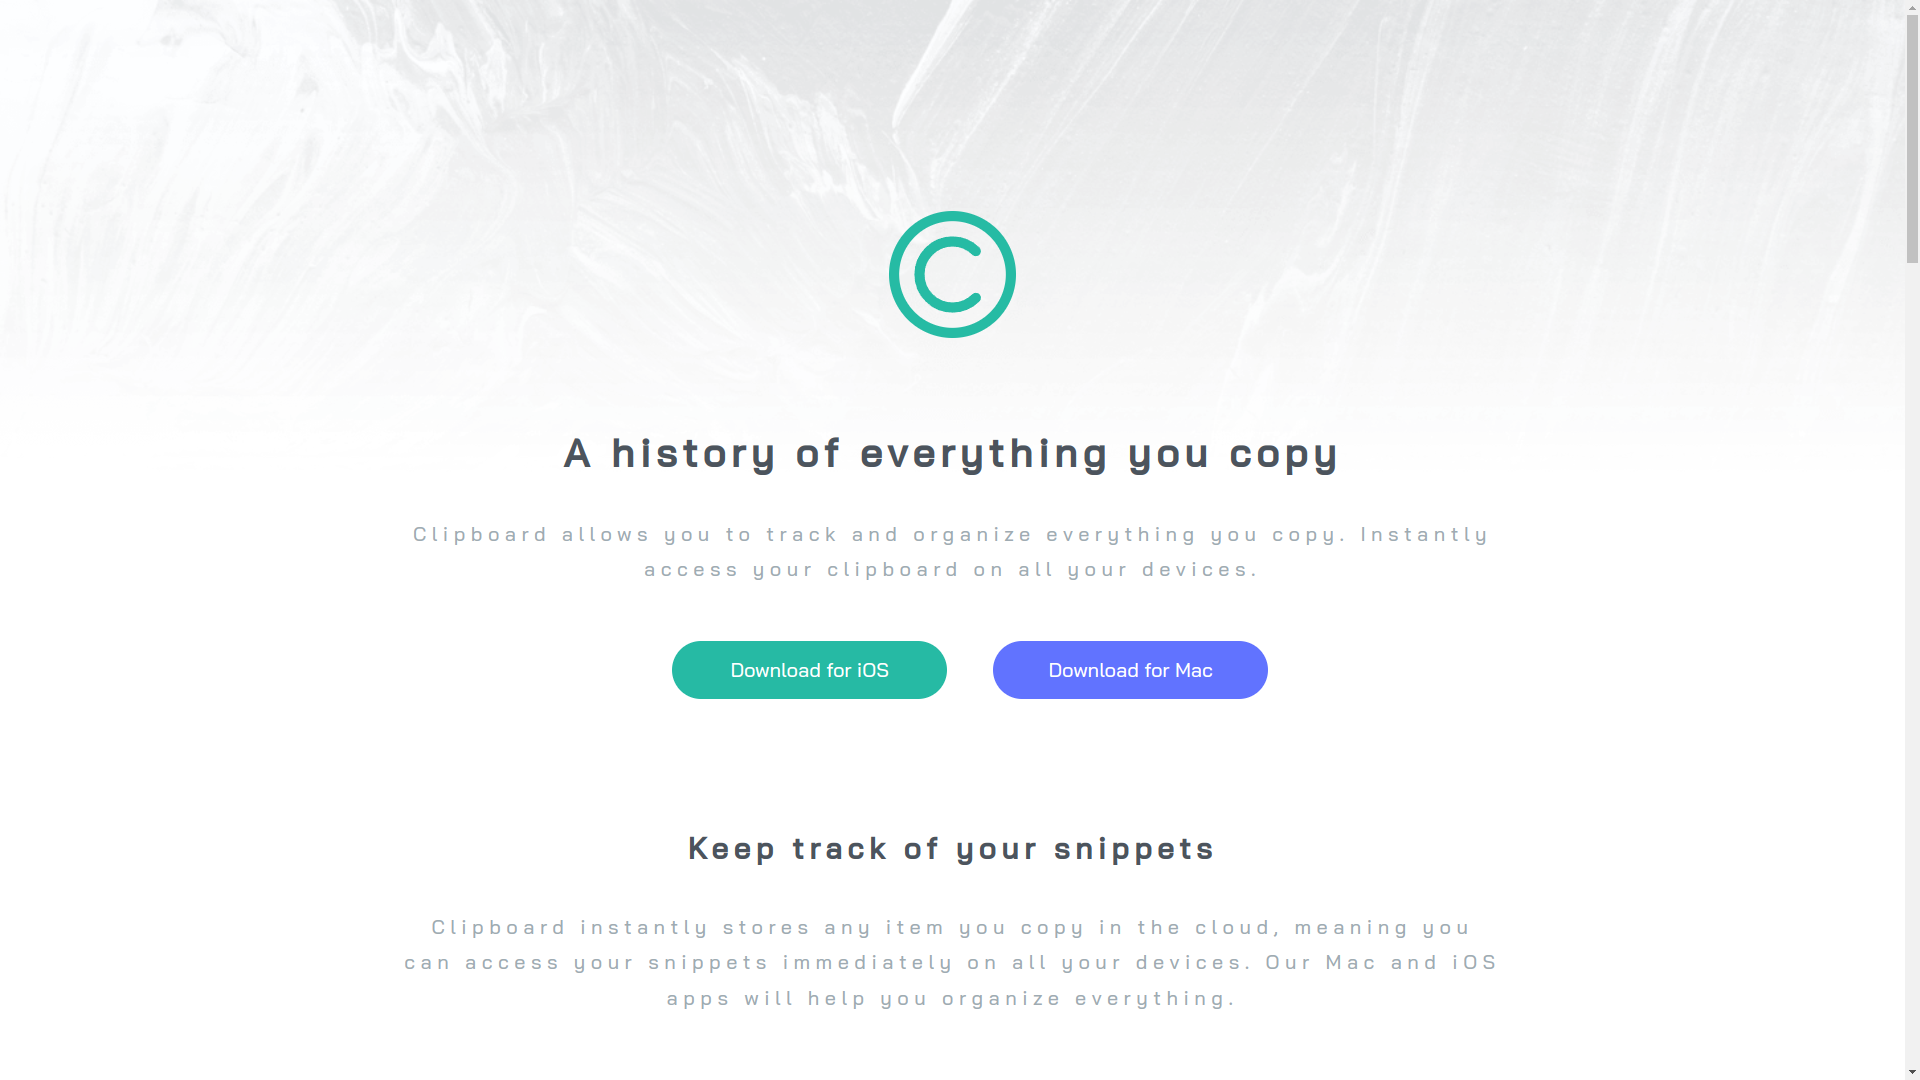 A history of everything you copy
Clipboard allows you to track and organize everything you copy. Instantly
access your clipboard on all your devices.
Download for iOS
Download for Mac
Keep track of your snippets
Clipboard instantly stores any item you copy in the cloud, meaning you
can access your snippets immediately on all your devices. Our Mac and iOS
apps will help you organize everything.